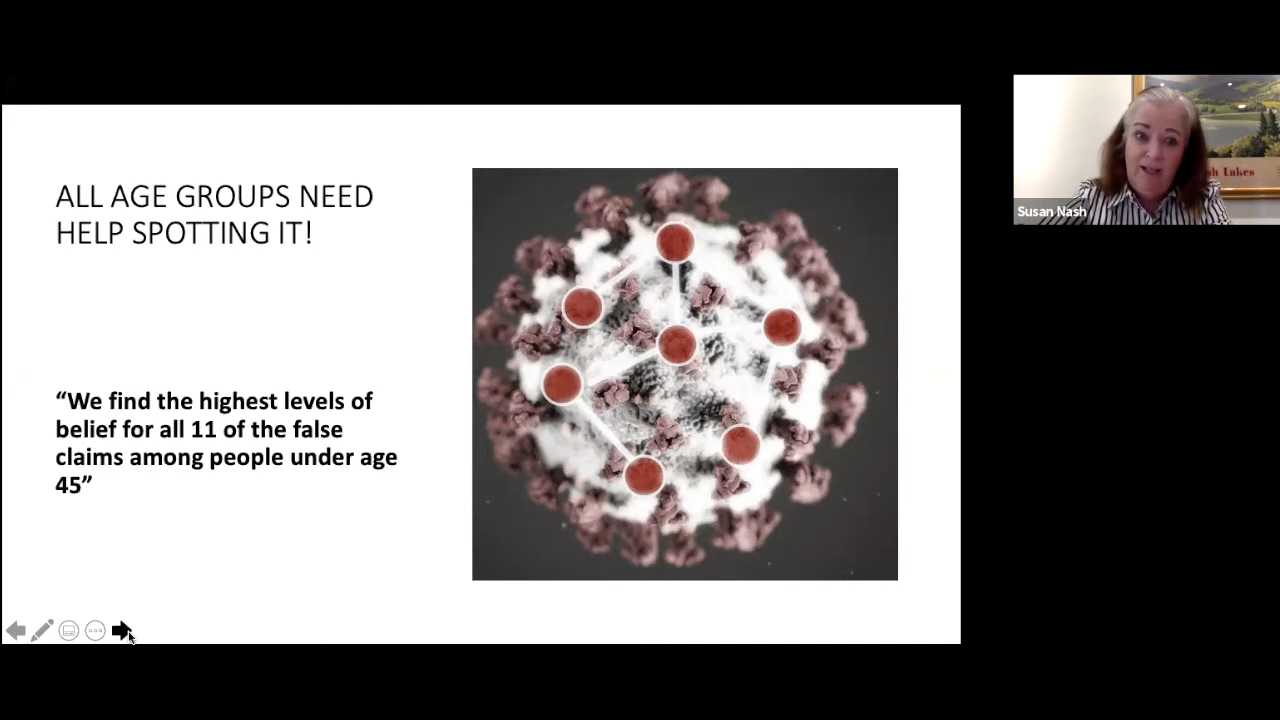 ALL AGE GROUPS NEED
HELP SPOTTING IT!
“We find the highest levels of
belief for all 11 of the false
claims among people under age
45”
Lakes
Susan Nash